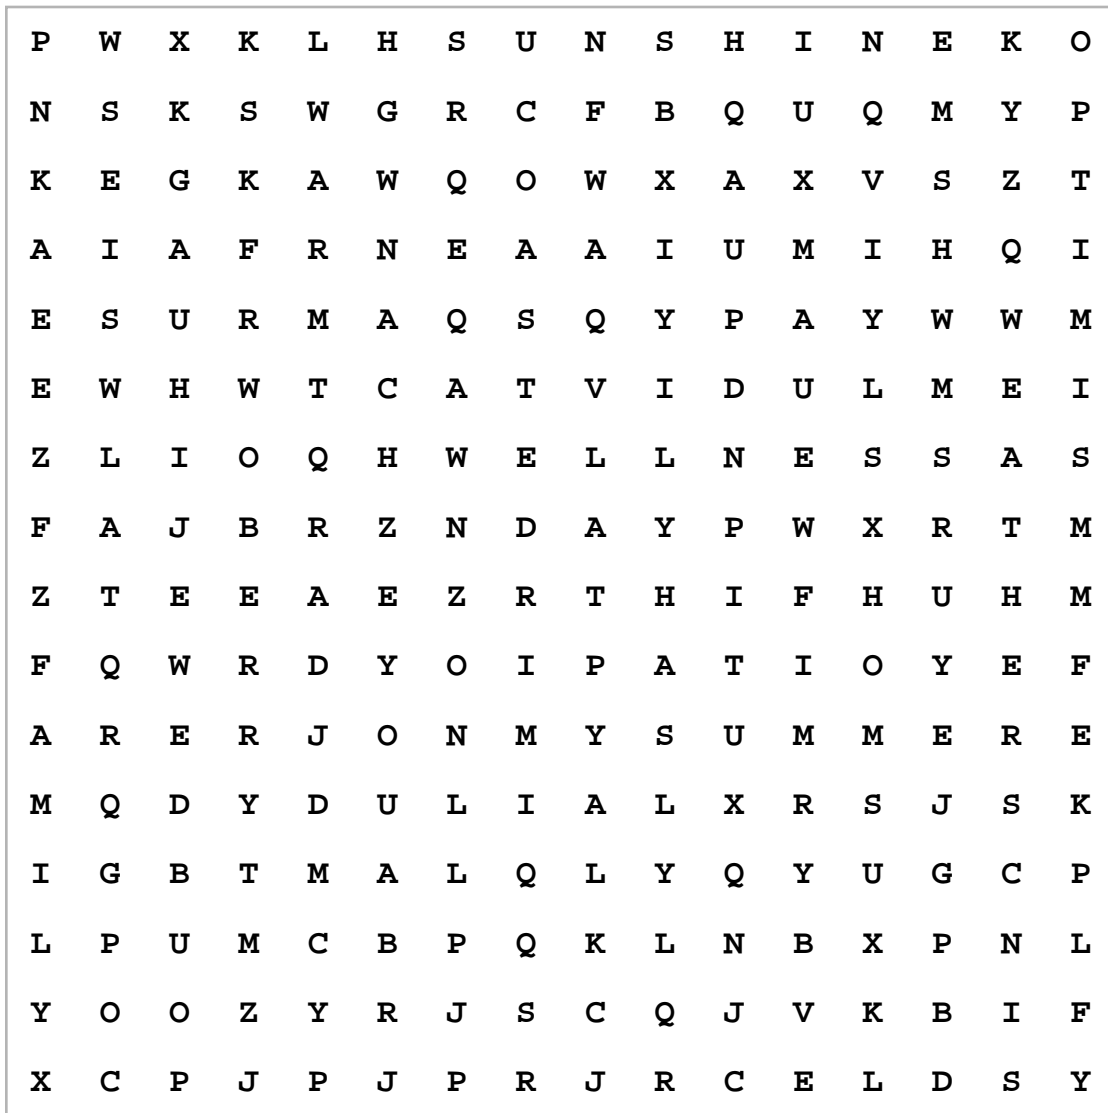 P W X K L H S U N S H I N E K O
N S K S W G R C F B Q U Q M Y P
K E G K A W Q O W X A X V S Z T
A I A F R N E A A I U M I H Q I
E S U R M A Q S Q Y P A Y W W M
E W H W T C A T V I D U L M E I
Z L I O Q H W E L L N E S S A S
F A J B R Z N D A Y P W X R T M
Z T E E A E Z R T H I F H U H M
F Q W R D Y O I P A T I O Y E F
A R E R J O N M Y S U M M E R E
M Q D Y D U L I A L X R S J S K
I G B T M A L Q L Y Q Y U G C P
L P U M C B P Q K L N B X P N L
Y O O Z Y R J S C Q J V K B I F
X C P J P J P R J R C E L D S Y